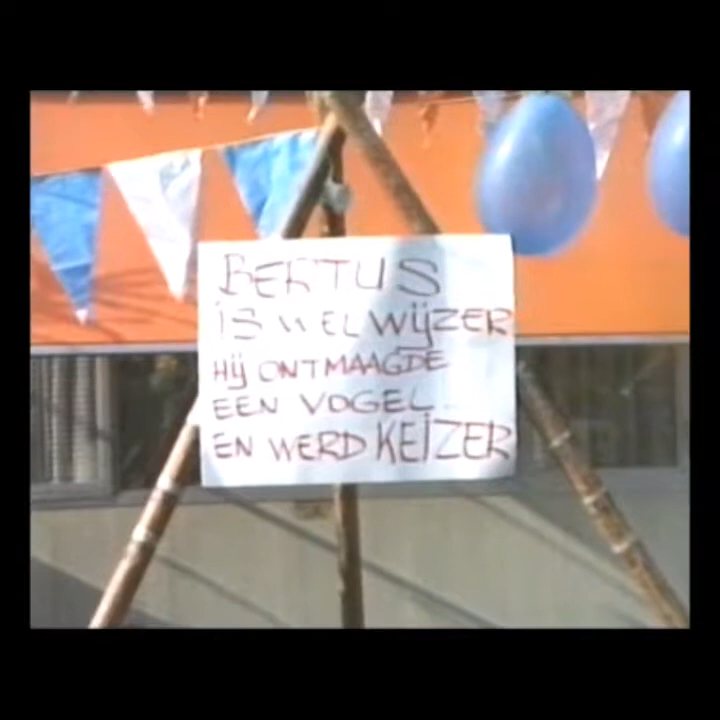 BERTUS
IS WEL WIJZER
HIJ ONTMAAGDE
EEN VOGEL
EN WERD KEIZER